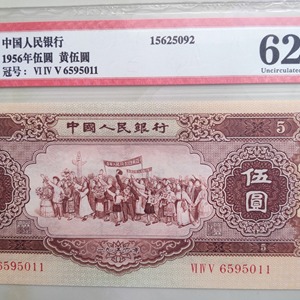 中国人民银行
15625092
62
1956年伍圆 黄伍圆
冠号： VI IV V 6595011
Uncirculated
中國人民銀行
5
伍圓
5011
VI IV V 6595011